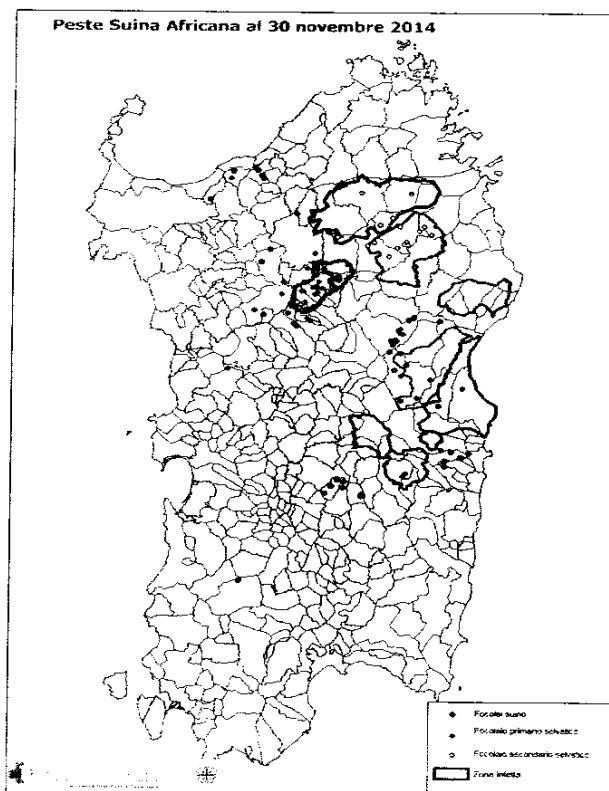 Peste Suina Africana al 30 novembre 2014
Focolai suino
Focolaio primario selvatico
Focolaio secondario selvatico
Zona infetta